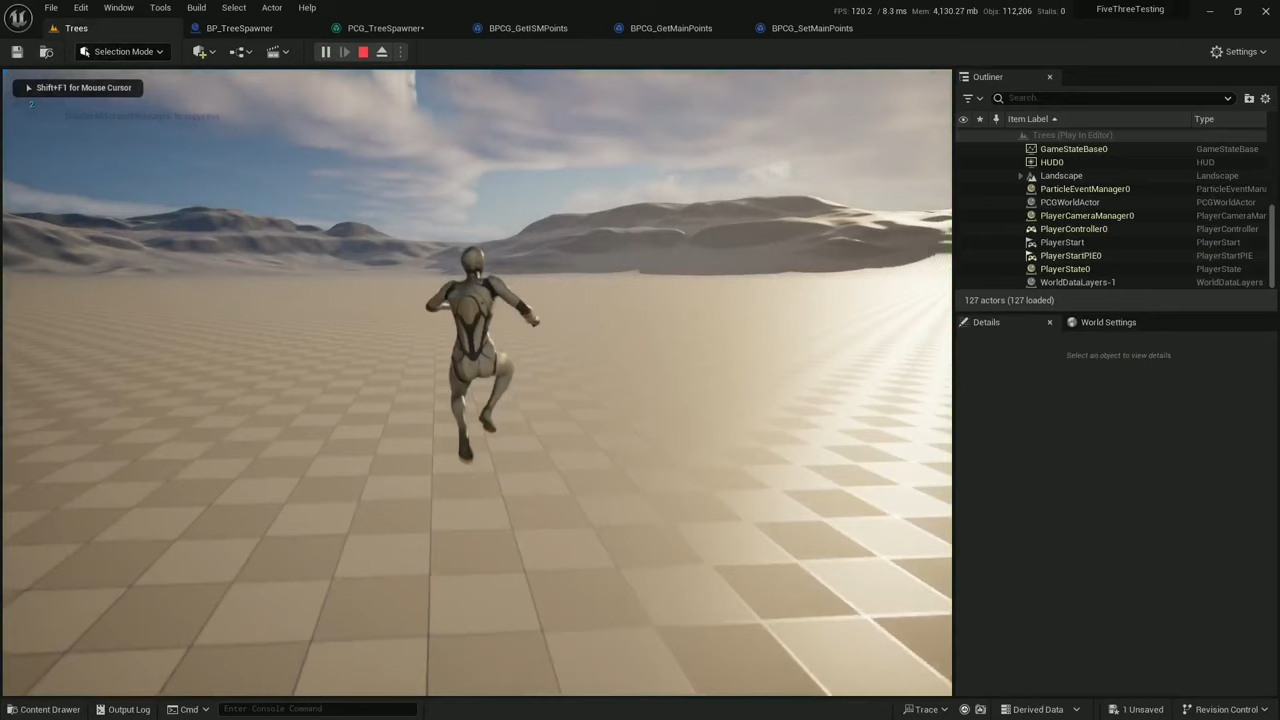 File Edit Window Tools Build Select Actor Help
FPS: 120.2 / 8.3 ms Mem: 4,130.27 mb Objs: 112,206 Stalls: 0
FiveThreeTesting
Trees BP_TreeSpawner PCG_TreeSpawner* BPCG_GetISMPoints BPCG_GetMainPoints BPCG_SetMainPoints
Selection Mode Settings
Shift+F1 for Mouse Cursor
2
Outliner
Search...
Item Label Type
Trees (Play In Editor)
GameStateBase0 GameStateBase
HUD0 HUD
Landscape Landscape
ParticleEventManager0 ParticleEventManu
PCGWorldActor PCGWorldActor
PlayerCameraManager0 PlayerCameraMar
PlayerController0 PlayerController
PlayerStart PlayerStart
PlayerStartPIE0 PlayerStartPIE
PlayerState0 PlayerState
WorldDataLayers-1 WorldDataLayers
127 actors (127 loaded)
Details World Settings
Select an object to view details
Content Drawer Output Log Cmd Enter Console Command Trace Derived Data 1 Unsaved Revision Control